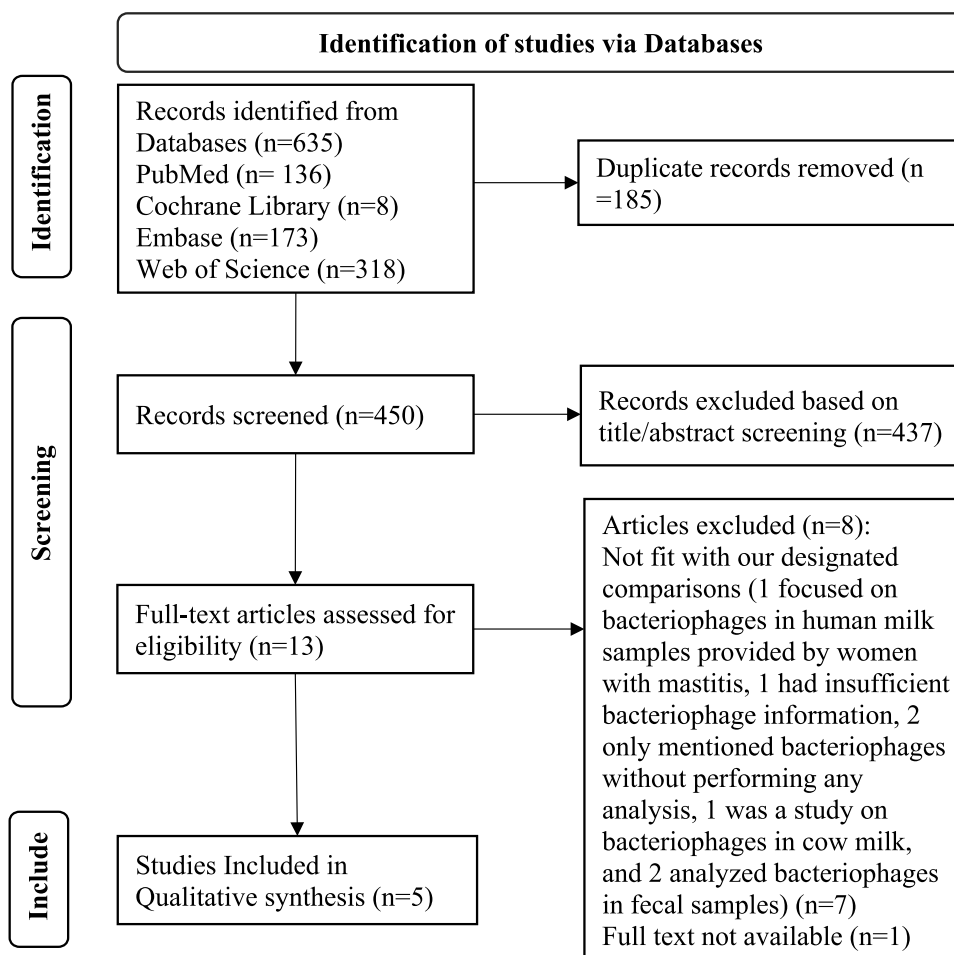 Identification of studies via Databases
Identification
Records identified from
Databases (n=635)
PubMed (n= 136)
Cochrane Library (n=8)
Embase (n=173)
Web of Science (n=318)
Duplicate records removed (n
=185)
Screening
Records screened (n=450)
Records excluded based on
title/abstract screening (n=437)
Full-text articles assessed for
eligibility (n=13)
Articles excluded (n=8):
Not fit with our designated
comparisons (1 focused on
bacteriophages in human milk
samples provided by women
with mastitis, 1 had insufficient
bacteriophage information, 2
only mentioned bacteriophages
without performing any
analysis, 1 was a study on
bacteriophages in cow milk,
and 2 analyzed bacteriophages
in fecal samples) (n=7)
Full text not available (n=1)
Include
Studies Included in
Qualitative synthesis (n=5)